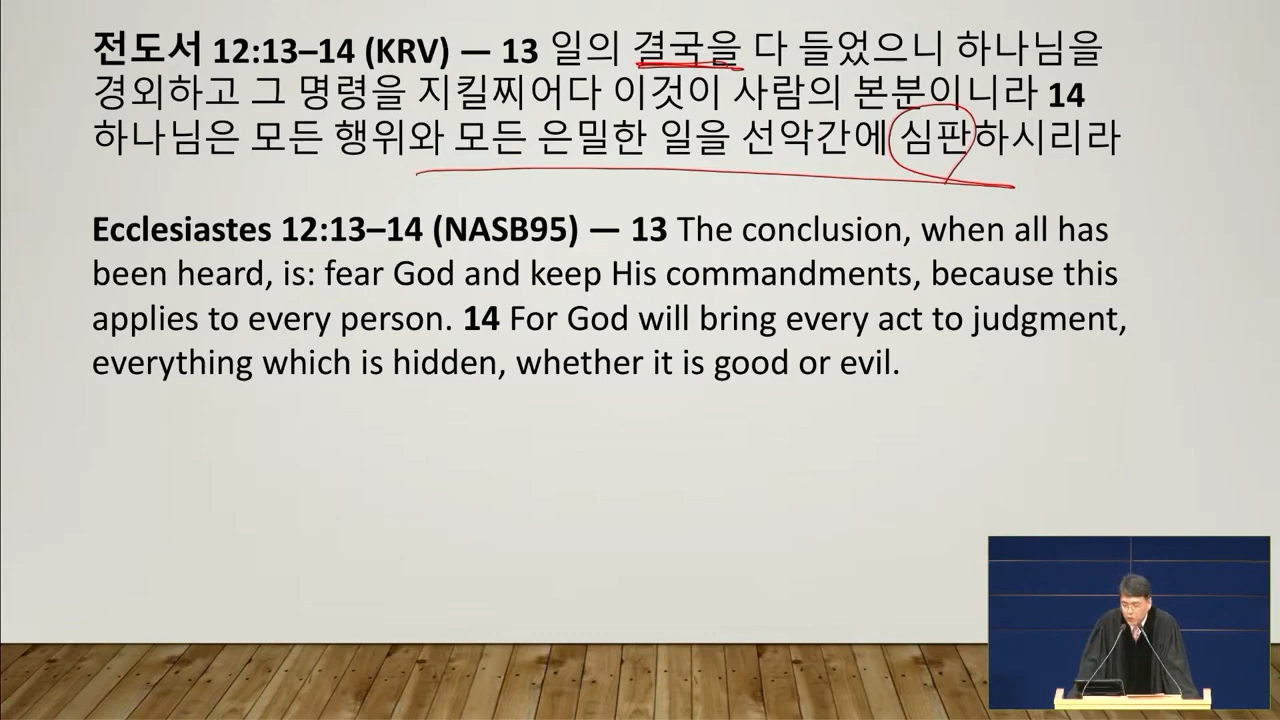 전도서 12:13–14 (KRV) — 13 일의 결국을 다 들었으니 하나님을
경외하고 그 명령을 지킬찌어다 이것이 사람의 본분이니라 14
하나님은 모든 행위와 모든 은밀한 일을 선악간에 심판하시리라
Ecclesiastes 12:13–14 (NASB95) — 13 The conclusion, when all has
been heard, is: fear God and keep His commandments, because this
applies to every person. 14 For God will bring every act to judgment,
everything which is hidden, whether it is good or evil.